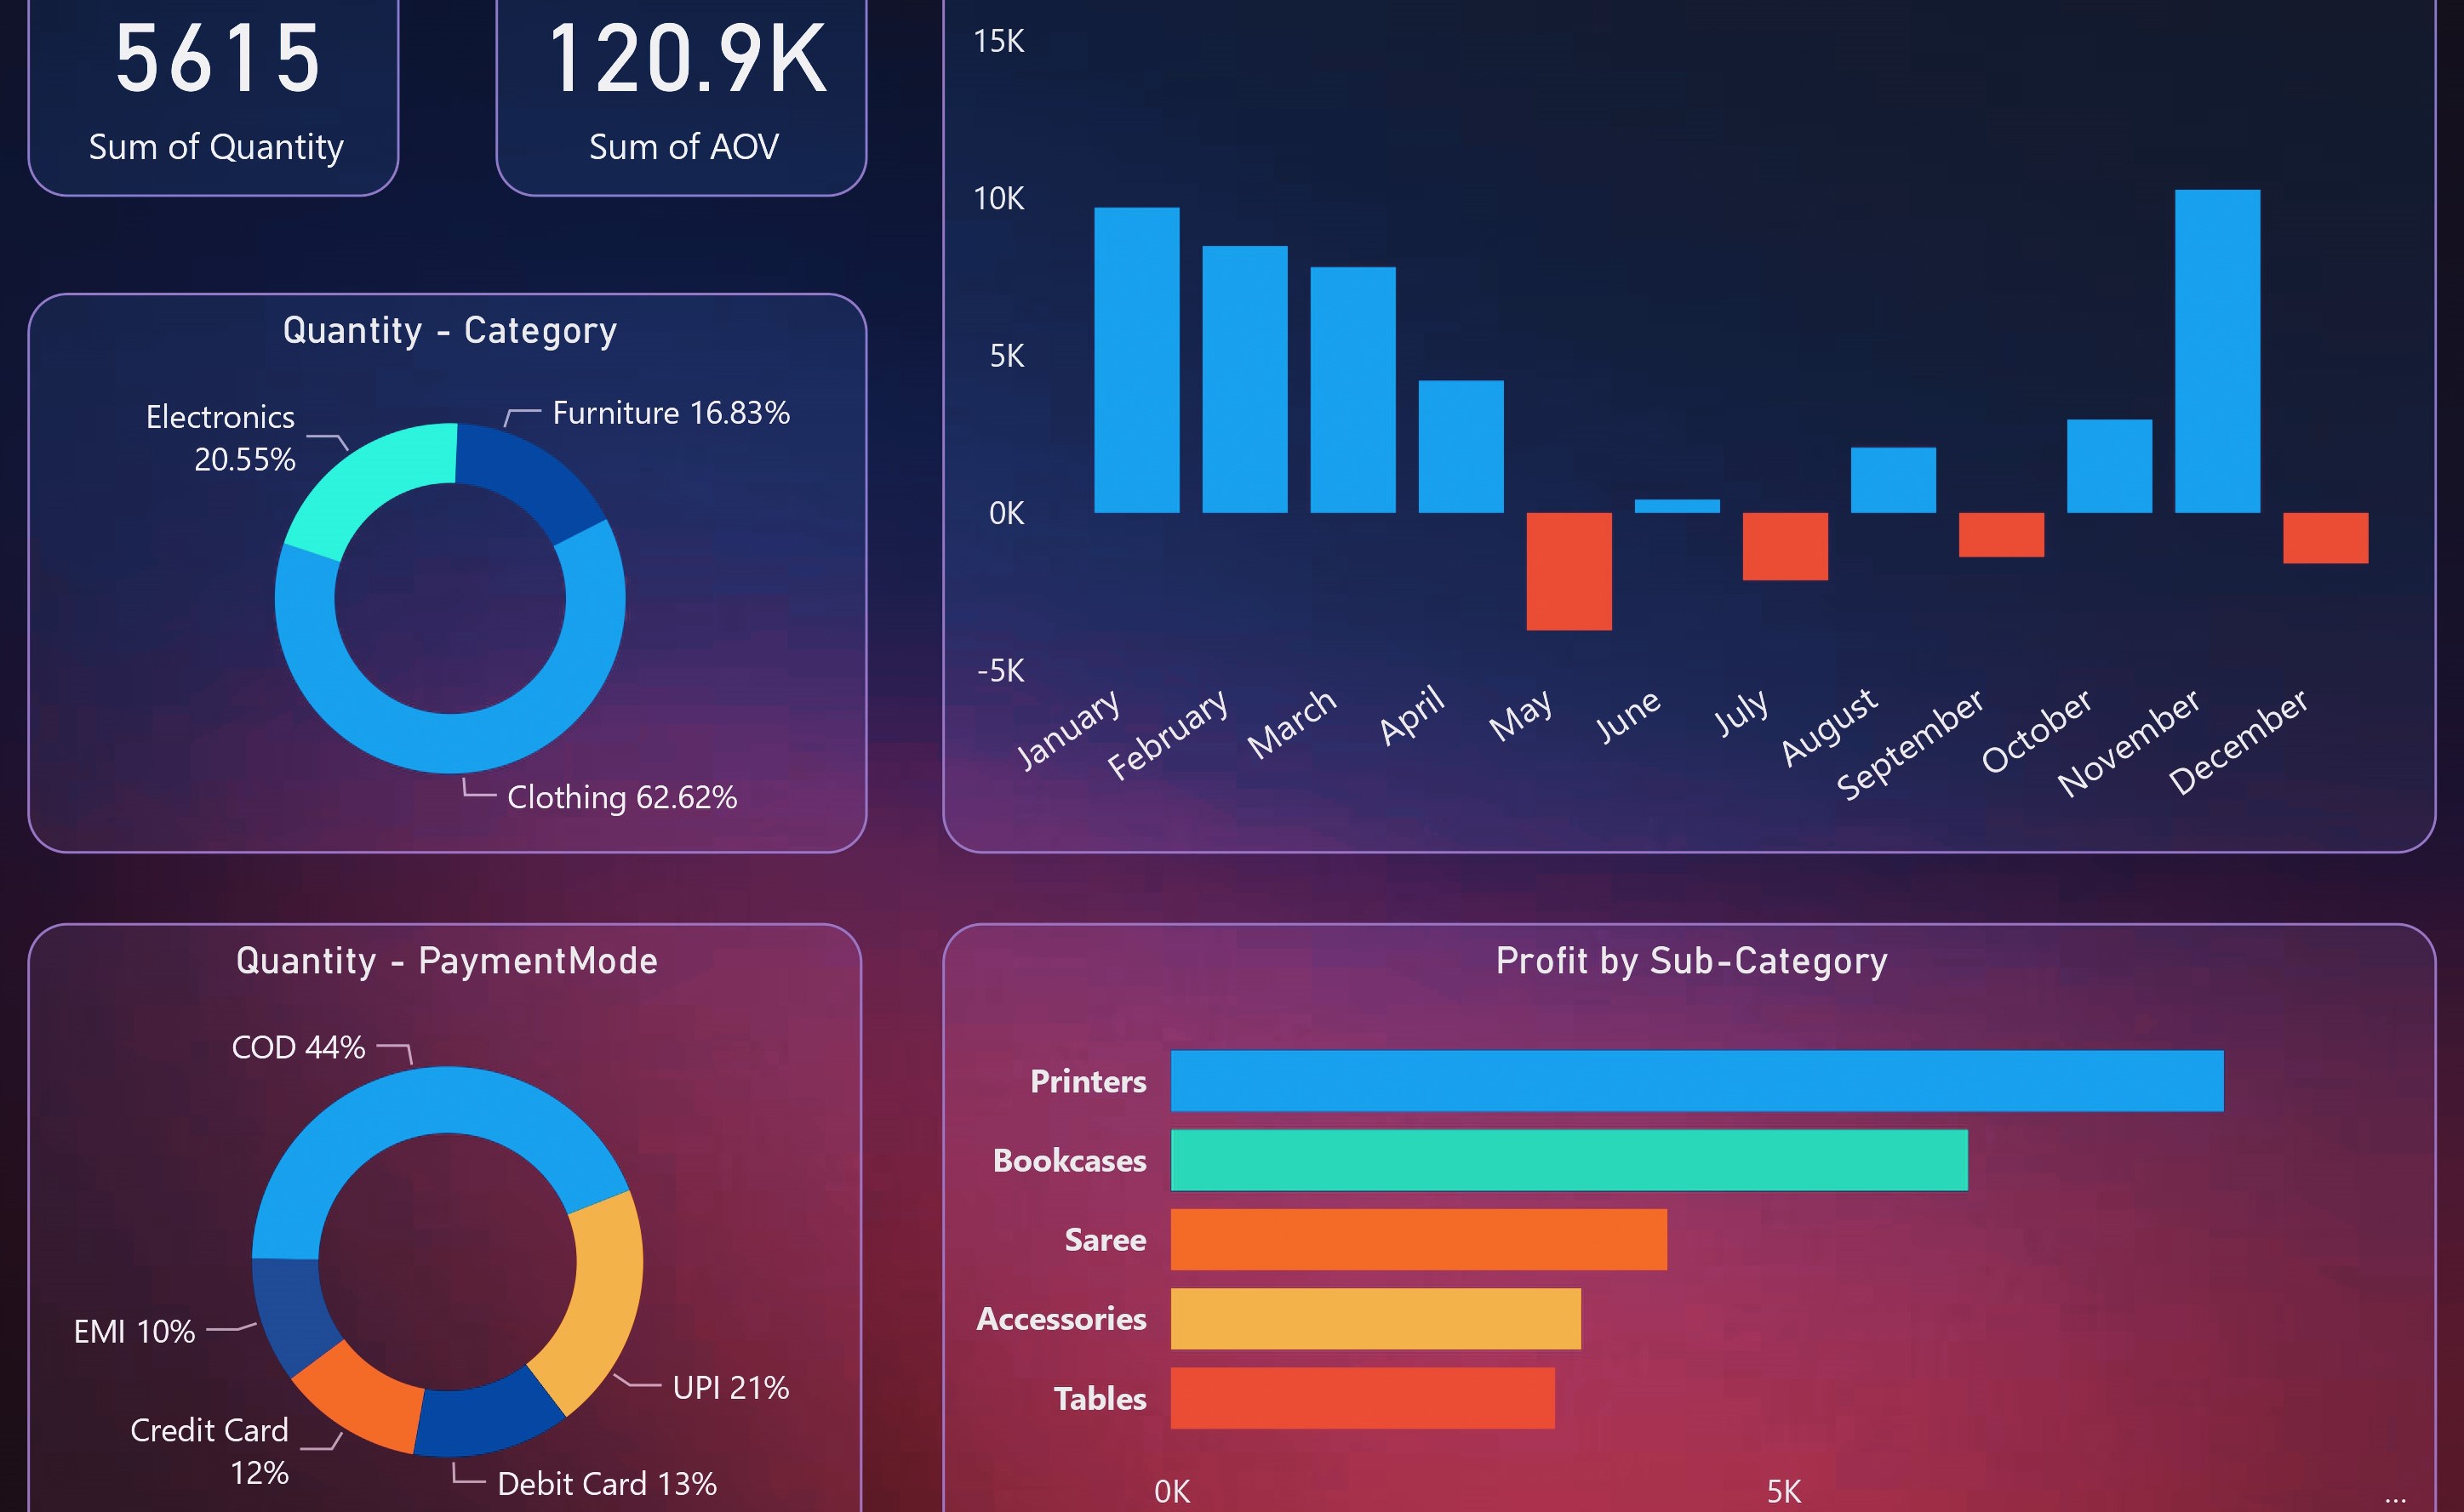 5615
Sum of Quantity
120.9K
Sum of AOV
15K
10K
5K
0K
-5K
January
February
March
April
May
June
July
August
September
October
November
December
Quantity - Category
Electronics
20.55%
Furniture 16.83%
Clothing 62.62%
Quantity - PaymentMode
COD 44%
EMI 10%
Credit Card
12%
Debit Card 13%
UPI 21%
Profit by Sub-Category
Printers
Bookcases
Saree
Accessories
Tables
0K
5K
...